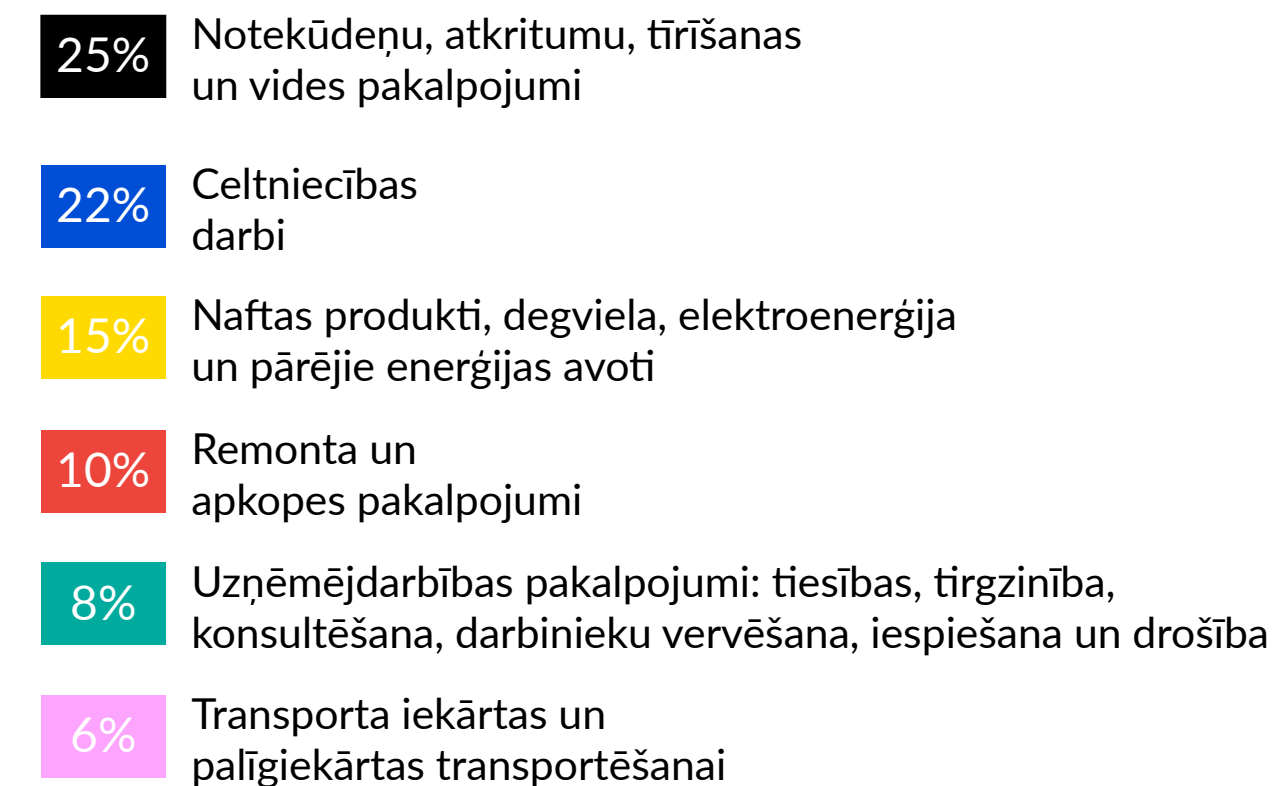 25%
Notekūdeņu, atkritumu, tīrīšanas
un vides pakalpojumi
22%
Celtniecības
darbi
15%
Naftas produkti, degviela, elektroenerģija
un pārējie enerģijas avoti
10%
Remonta un
apkopes pakalpojumi
8%
Uzņēmējdarbības pakalpojumi: tiesības, tirgzinība,
konsultēšana, darbinieku vervēšana, iespiešana un drošība
6%
Transporta iekārtas un
palīgiekārtas transportēšanai